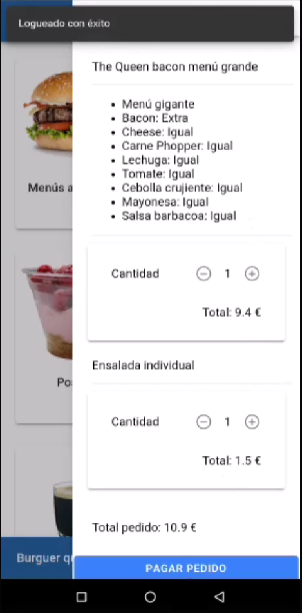 Logueado con éxito
The Queen bacon menú grande
Menú gigante
Bacon: Extra
Cheese: Igual
Carne Phopper: Igual
Lechuga: Igual
Tomate: Igual
Cebolla crujiente: Igual
Mayonesa: Igual
Salsa barbacoa: Igual
Menús a
Cantidad 1
Total: 9.4 €
Ensalada individual
Po
Cantidad 1
Total: 1.5 €
Total pedido: 10.9 €
Burguer qu
PAGAR PEDIDO